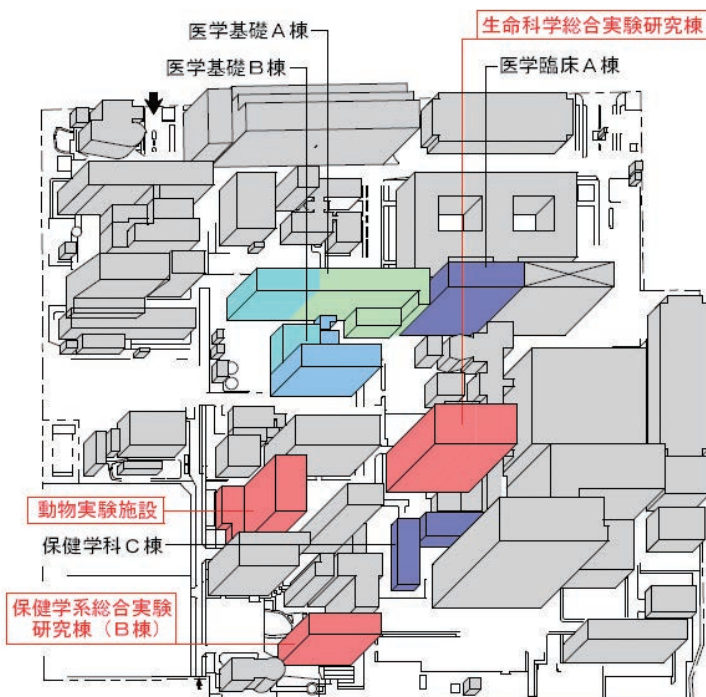 医学基礎A棟
生命科学総合実験研究棟
医学基礎B棟
医学臨床A棟
動物実験施設
保健学科C棟
保健学系総合実験
研究棟（B棟）